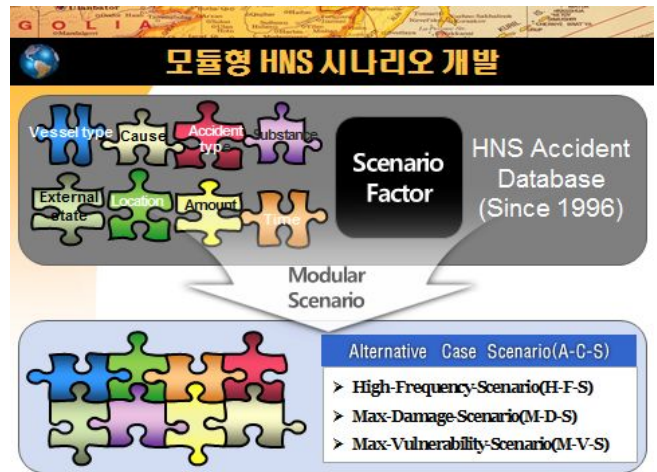 GOLIA
모듈형 HNS 시나리오 개발
Vessel type
Cause
Accident
type
Substance
External
state
Location
Amount
Time
Scenario
Factor
HNS Accident
Database
(Since 1996)
Modular
Scenario
Alternative Case Scenario(A-C-S)
➢ High-Frequency-Scenario(H-F-S)
➢ Max-Damage-Scenario(M-D-S)
➢ Max-Vulnerability-Scenario(M-V-S)